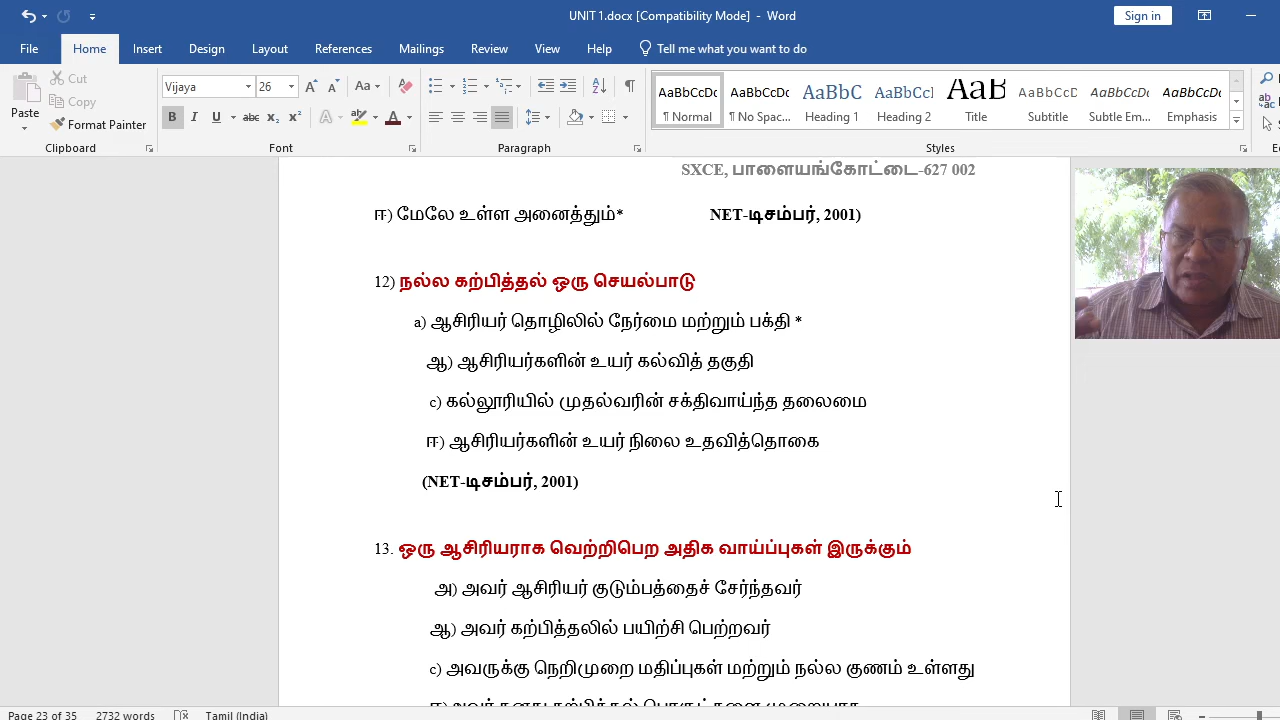 UNIT 1.docx [Compatibility Mode] - Word
Sign in
File Home Insert Design Layout References Mailings Review View Help Tell me what you want to do
Paste
Cut
Copy
Format Painter
Clipboard
Vijaya 26
Font
Paragraph
AaBbCcDc AaBbCcDc AaBbC AaBbCcI AaB AaBbCcD AaBbCcDt AaBbCcDt
¶ Normal ¶ No Spac... Heading 1 Heading 2 Title Subtitle Subtle Em... Emphasis
Styles
SXCE, பாளையங்கோட்டை-627 002
ஈ) மேலே உள்ள அனைத்தும்* NET-டிசம்பர், 2001)
12) நல்ல கற்பித்தல் ஒரு செயல்பாடு
a) ஆசிரியர் தொழிலில் நேர்மை மற்றும் பக்தி *
ஆ) ஆசிரியர்களின் உயர் கல்வித் தகுதி
c) கல்லூரியில் முதல்வரின் சக்திவாய்ந்த தலைமை
ஈ) ஆசிரியர்களின் உயர் நிலை உதவித்தொகை
(NET-டிசம்பர், 2001)
13. ஒரு ஆசிரியராக வெற்றிபெற அதிக வாய்ப்புகள் இருக்கும்
அ) அவர் ஆசிரியர் குடும்பத்தைச் சேர்ந்தவர்
ஆ) அவர் கற்பித்தலில் பயிற்சி பெற்றவர்
c) அவருக்கு நெறிமுறை மதிப்புகள் மற்றும் நல்ல குணம் உள்ளது
Page 23 of 35 2732 words Tamil (India)